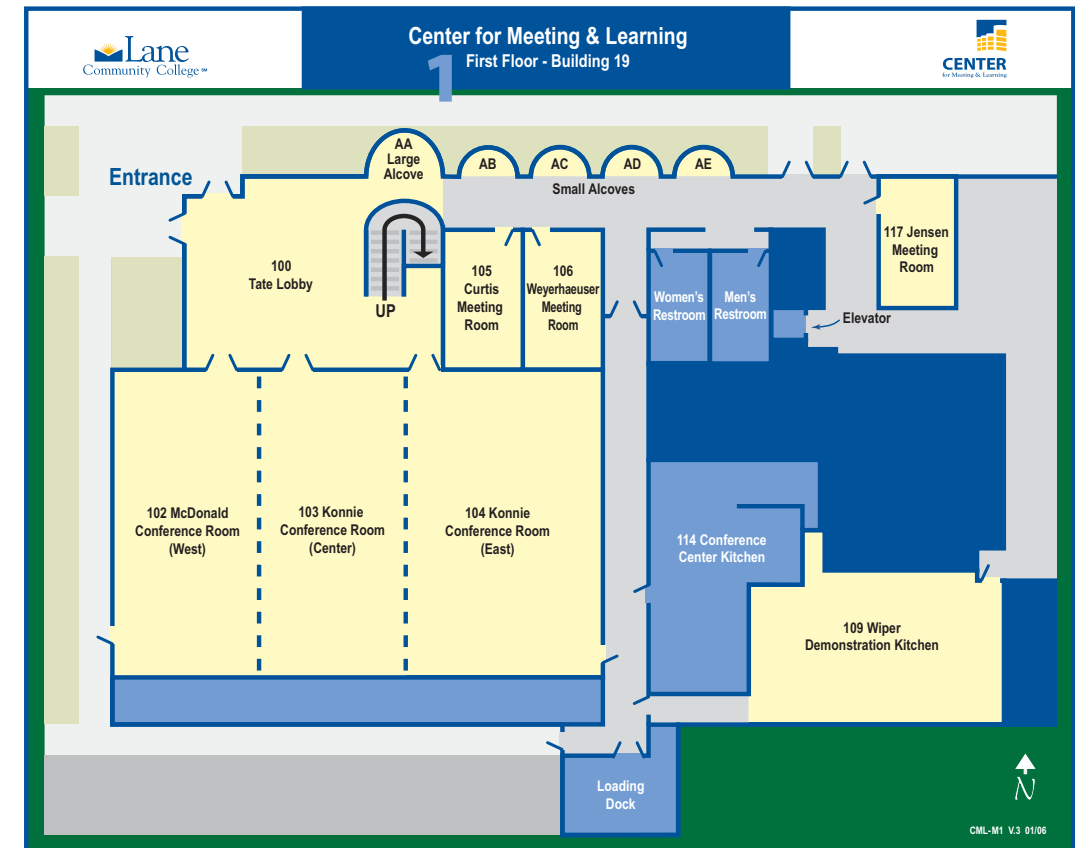 Lane
Community College℠
Center for Meeting & Learning
First Floor - Building 19
1
CENTER
for Meeting & Learning
Entrance
AA
Large
Alcove
AB
AC
AD
AE
Small Alcoves
100
Tate Lobby
UP
105
Curtis
Meeting
Room
106
Weyerhaeuser
Meeting
Room
Women's
Restroom
Men's
Restroom
117 Jensen
Meeting
Room
Elevator
102 McDonald
Conference Room
(West)
103 Konnie
Conference Room
(Center)
104 Konnie
Conference Room
(East)
114 Conference
Center Kitchen
109 Wiper
Demonstration Kitchen
Loading
Dock
N
CML-M1 V.3 01/06